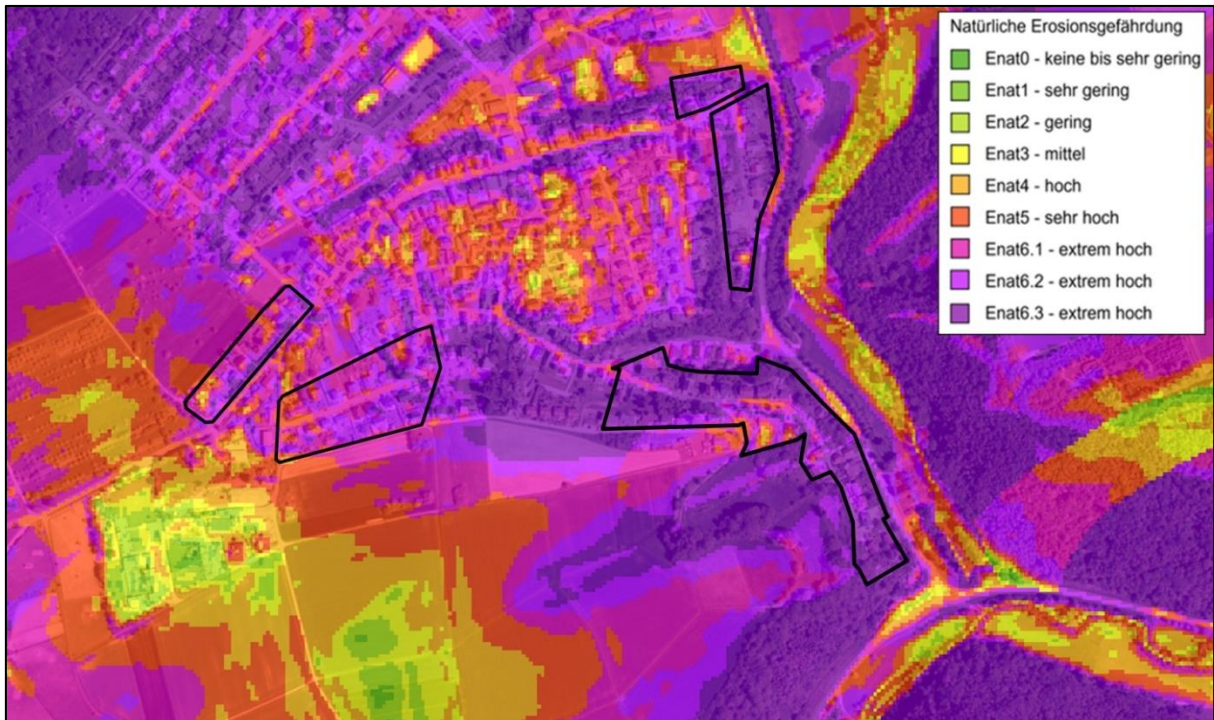 Natürliche Erosionsgefährdung
Enat0 - keine bis sehr gering
Enat1 - sehr gering
Enat2 - gering
Enat3 - mittel
Enat4 - hoch
Enat5 - sehr hoch
Enat6.1 - extrem hoch
Enat6.2 - extrem hoch
Enat6.3 - extrem hoch